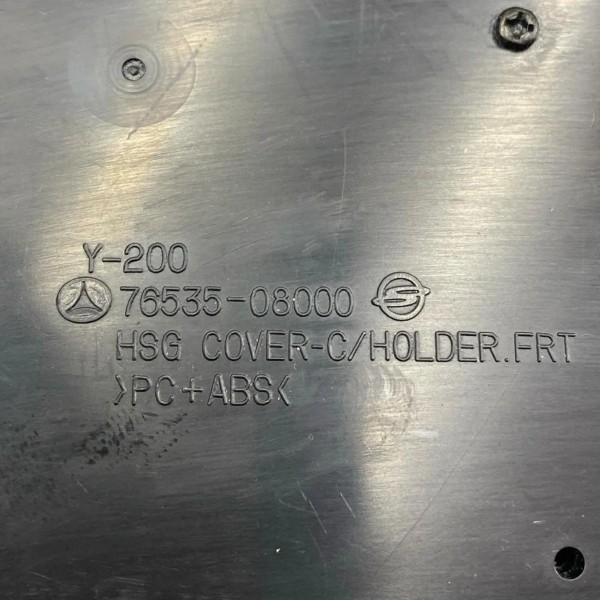 Y-200
76535-08000
HSG COVER-C/HOLDER.FRT
>PC+ABS<